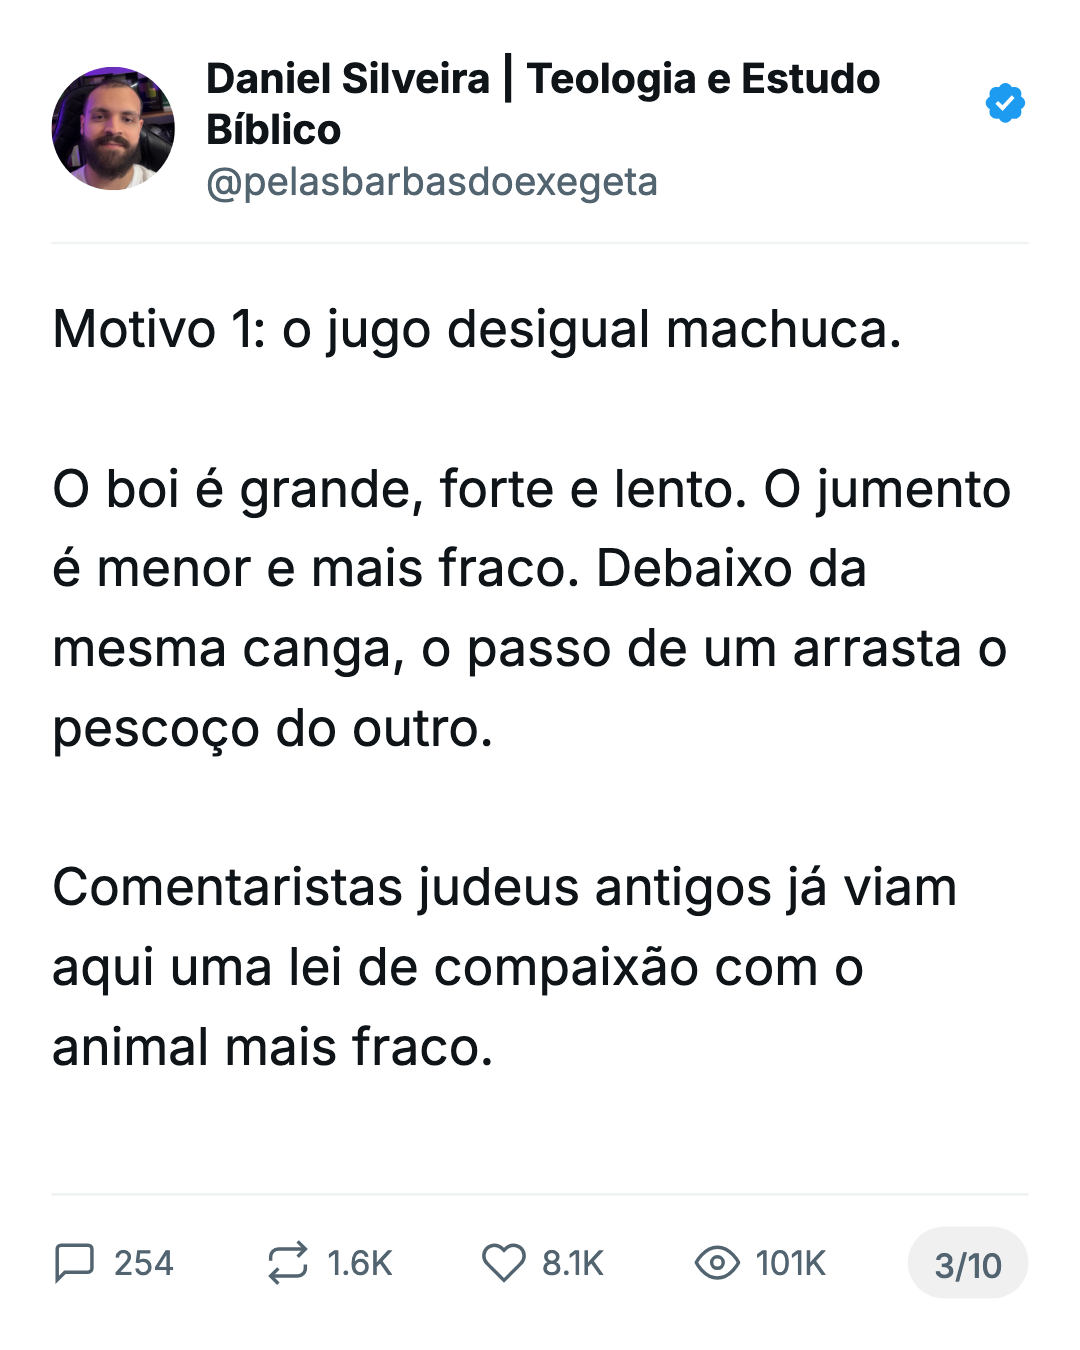 Daniel Silveira | Teologia e Estudo
Bíblico
@pelasbarbasdoexegeta
Motivo 1: o jugo desigual machuca.
O boi é grande, forte e lento. O jumento
é menor e mais fraco. Debaixo da
mesma canga, o passo de um arrasta o
pescoço do outro.
Comentaristas judeus antigos já viam
aqui uma lei de compaixão com o
animal mais fraco.
254 1.6K 8.1K 101K 3/10